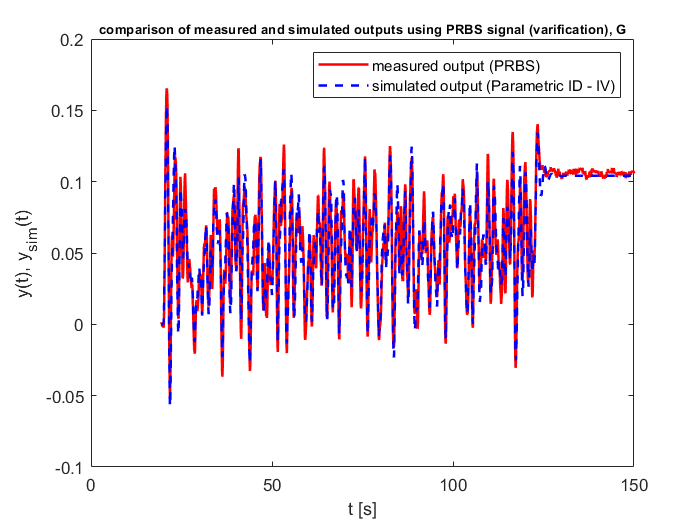 comparison of measured and simulated outputs using PRBS signal (varification), G
measured output (PRBS)
simulated output (Parametric ID - IV)
y(t), y_sim(t)
0.2
0.15
0.1
0.05
0
-0.05
-0.1
0
50
100
150
t [s]